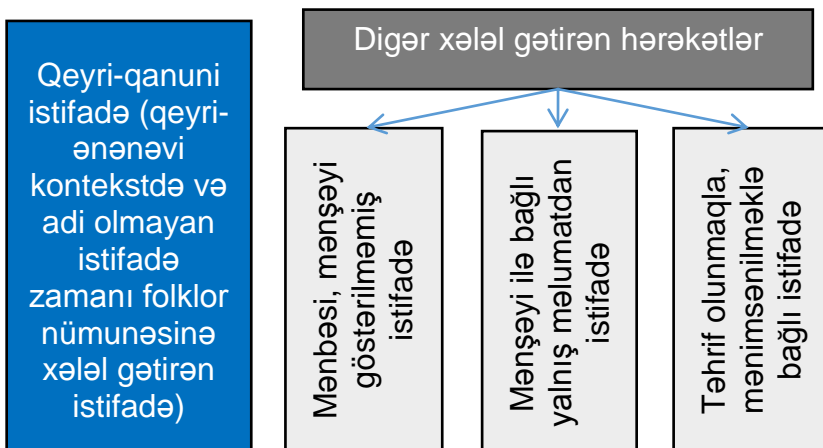 Qeyri-qanuni
istifadə (qeyri-
ənənəvi
kontekstdə və
adi olmayan
istifadə
zamanı folklor
nümunəsinə
xələl gətirən
istifadə)
Digər xələl gətirən hərəkətlər
Mənbəsi, mənşəyi
göstərilməmiş
istifadə
Mənşəyi ilə bağlı
yalnış məlumatdan
istifadə
Təhrif olunmaqla,
mənimsənilməklə
bağlı istifadə